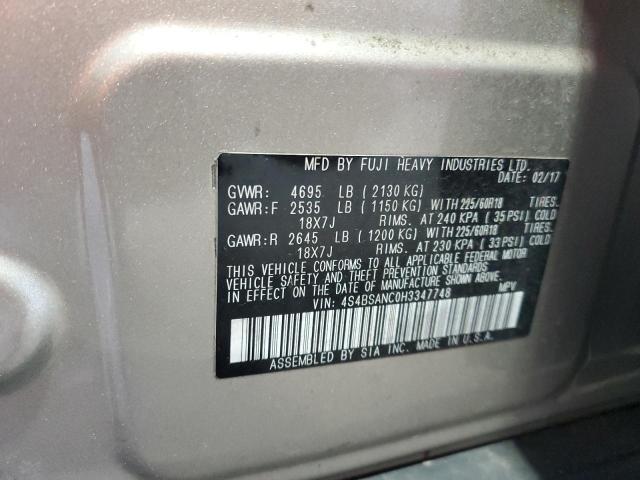 MFD BY FUJI HEAVY INDUSTRIES LTD.
DATE: 02/17
GVWR: 4695 LB (2130 KG)
GAWR:F 2535 LB (1150 KG) WITH 225/60R18 TIRES.
18X7J RIMS. AT 240 KPA (35 PSI) COLD
GAWR:R 2645 LB (1200 KG) WITH 225/60R18 TIRES.
18X7J RIMS. AT 230 KPA (33 PSI) COLD
THIS VEHICLE CONFORMS TO ALL APPLICABLE FEDERAL MOTOR
VEHICLE SAFETY AND THEFT PREVENTION STANDARDS
IN EFFECT ON THE DATE OF MANUFACTURE SHOWN ABOVE.
VIN: 4S4BSANC0H3347748 MPV
ASSEMBLED BY SIA INC. MADE IN U.S.A.